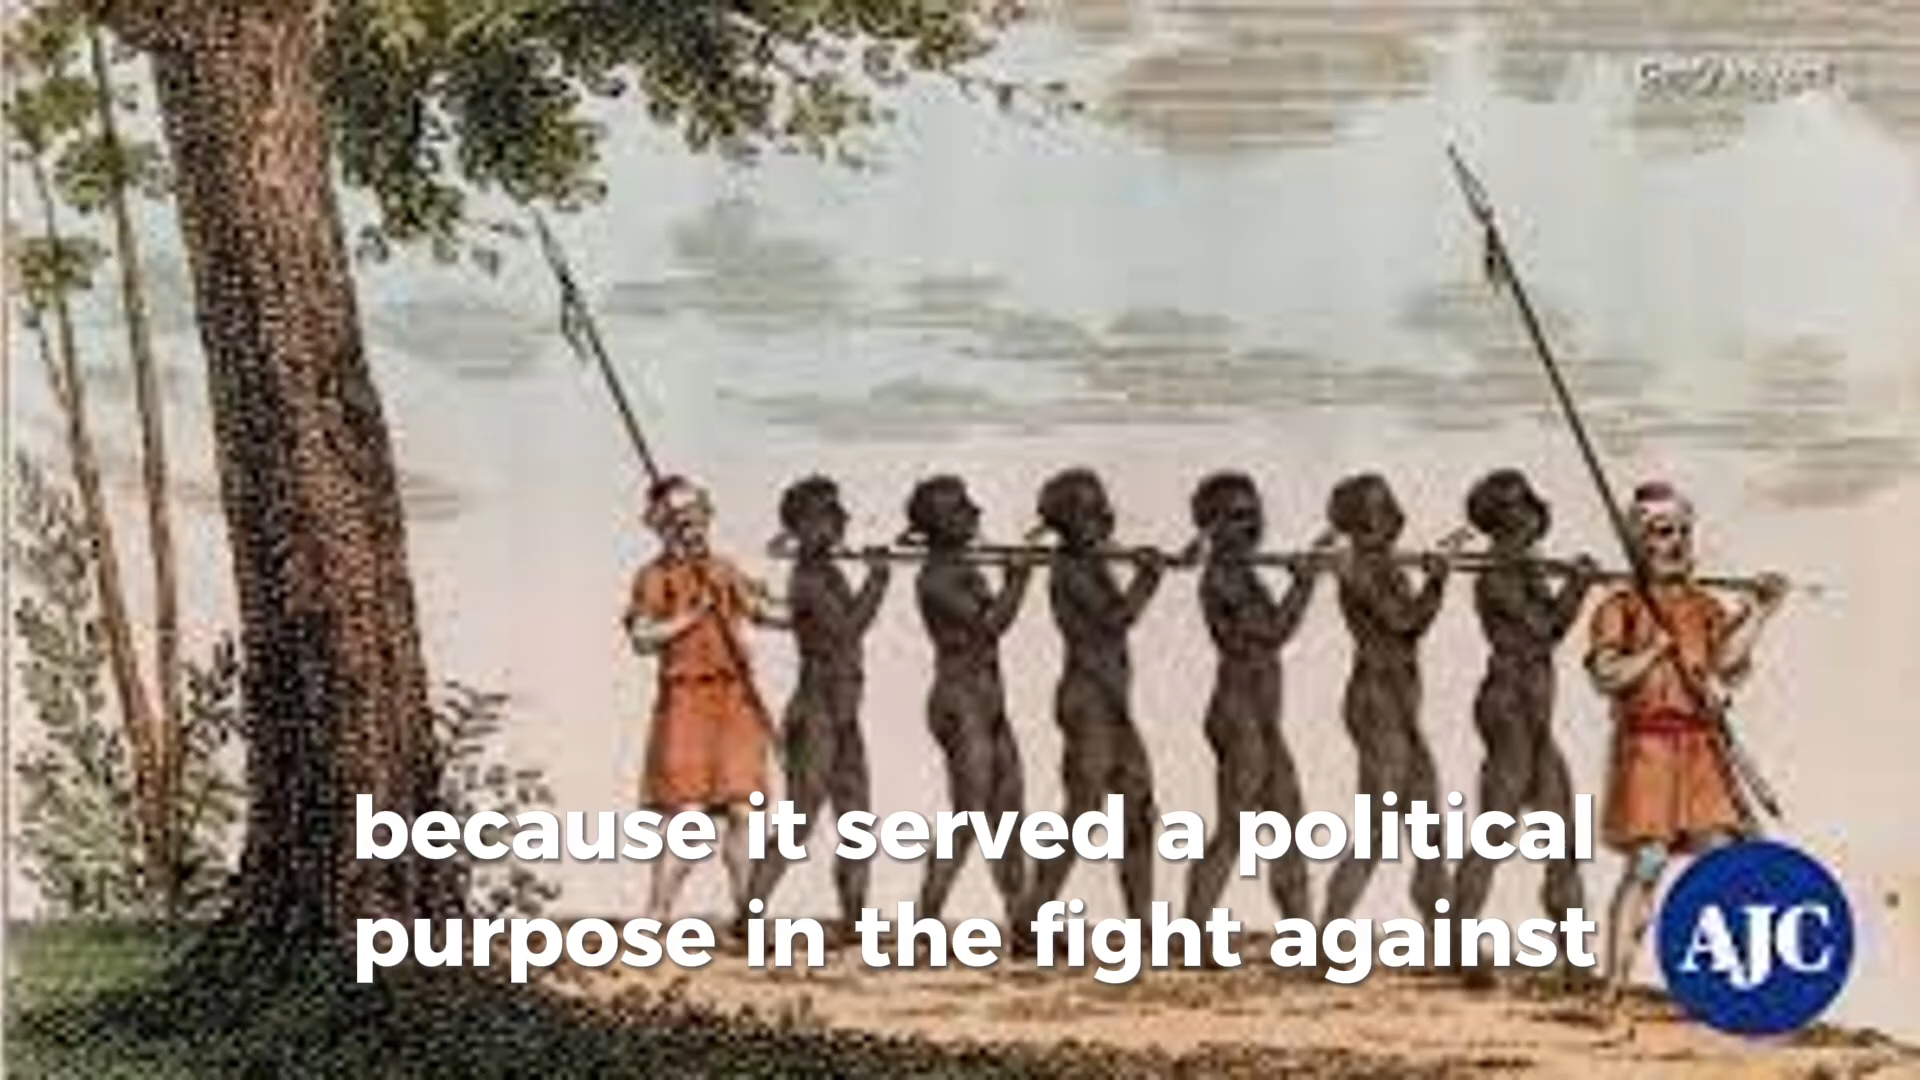 because it served a political
purpose in the fight against
AJC